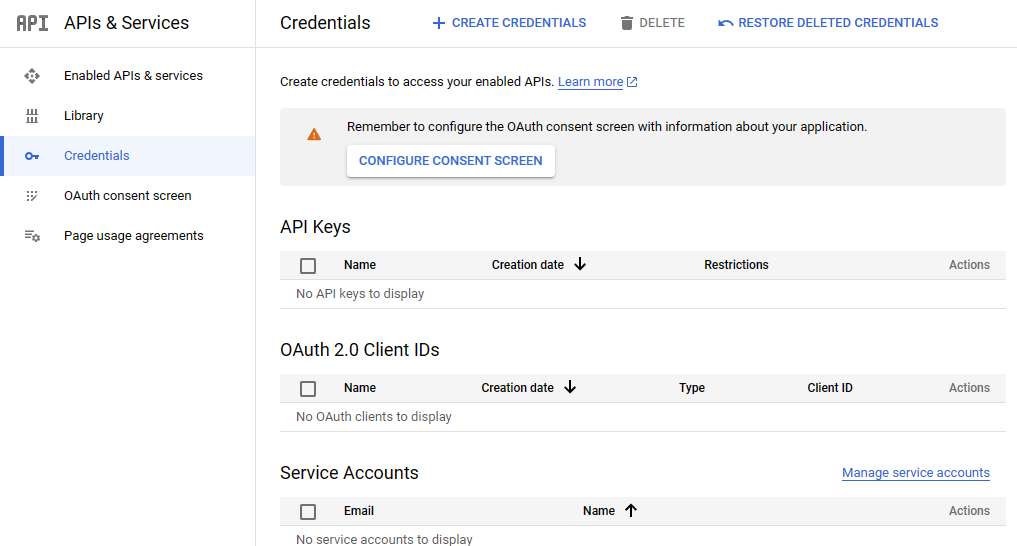 API APIs & Services
Credentials
CREATE CREDENTIALS
DELETE
RESTORE DELETED CREDENTIALS
Enabled APIs & services
Library
Credentials
OAuth consent screen
Page usage agreements
Create credentials to access your enabled APIs. Learn more
Remember to configure the OAuth consent screen with information about your application.
CONFIGURE CONSENT SCREEN
API Keys
Name Creation date Restrictions Actions
No API keys to display
OAuth 2.0 Client IDs
Name Creation date Type Client ID Actions
No OAuth clients to display
Service Accounts Manage service accounts
Email Name Actions
No service accounts to display